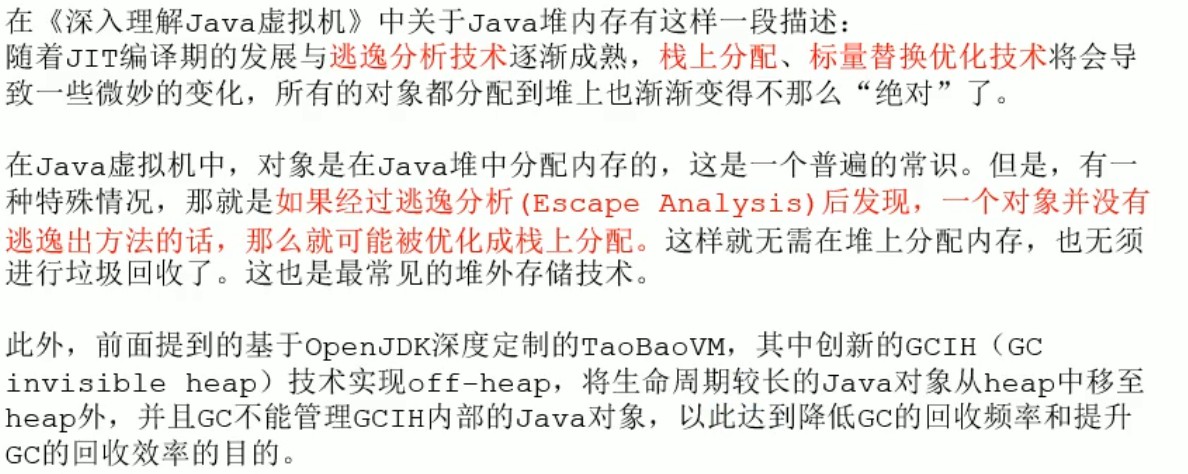 在《深入理解Java虚拟机》中关于Java堆内存有这样一段描述：
随着JIT编译期的发展与逃逸分析技术逐渐成熟，栈上分配、标量替换优化技术将会导
致一些微妙的变化，所有的对象都分配到堆上也渐渐变得不那么“绝对”了。
在Java虚拟机中，对象是在Java堆中分配内存的，这是一个普遍的常识。但是，有一
种特殊情况，那就是如果经过逃逸分析(Escape Analysis)后发现，一个对象并没有
逃逸出方法的话，那么就可能被优化成栈上分配。这样就无需在堆上分配内存，也无须
进行垃圾回收了。这也是最常见的堆外存储技术。
此外，前面提到的基于OpenJDK深度定制的TaoBaoVM，其中创新的GCIH（GC
invisible heap）技术实现off-heap，将生命周期较长的Java对象从heap中移至
heap外，并且GC不能管理GCIH内部的Java对象，以此达到降低GC的回收频率和提升
GC的回收效率的目的。